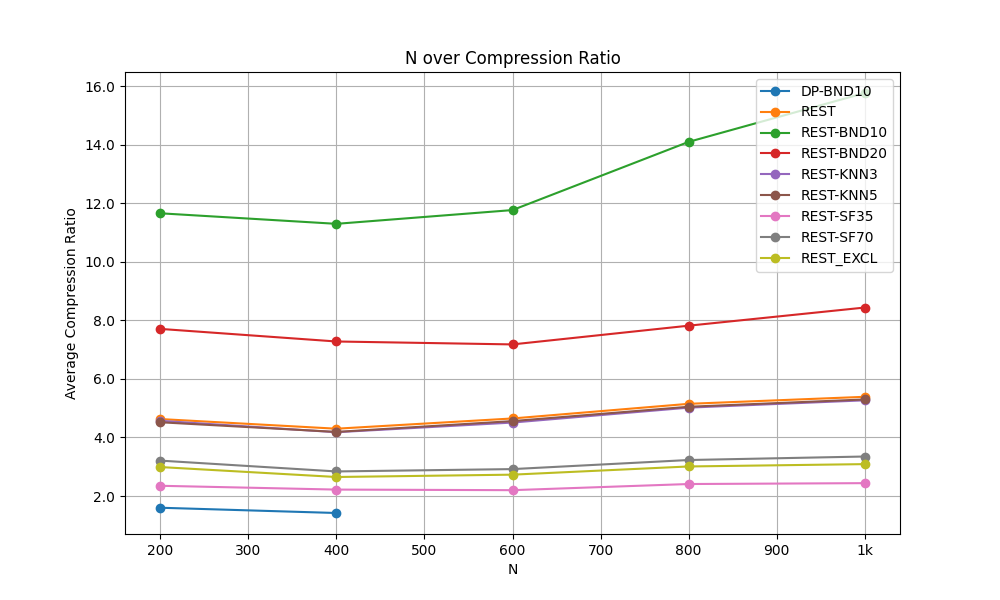 N over Compression Ratio
Average Compression Ratio
16.0
14.0
12.0
10.0
8.0
6.0
4.0
2.0
200
300
400
500
600
700
800
900
1k
N
DP-BND10
REST
REST-BND10
REST-BND20
REST-KNN3
REST-KNN5
REST-SF35
REST-SF70
REST_EXCL